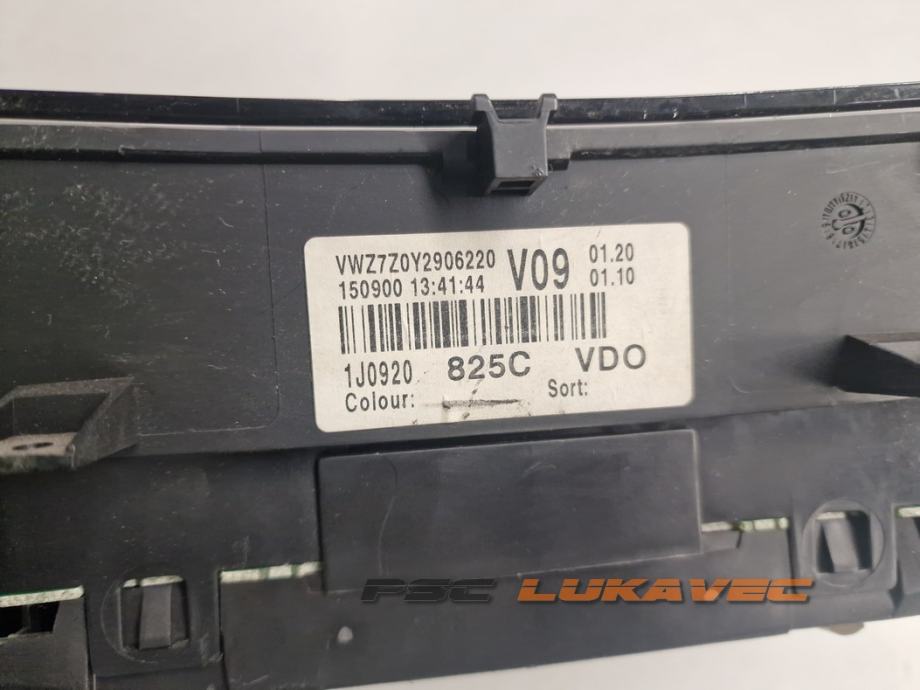 VWZ7Z0Y2906220 V09 01.20
150900 13:41:44 01.10
1J0920 825C VDO
Colour: Sort:
PSC LUKAVEC